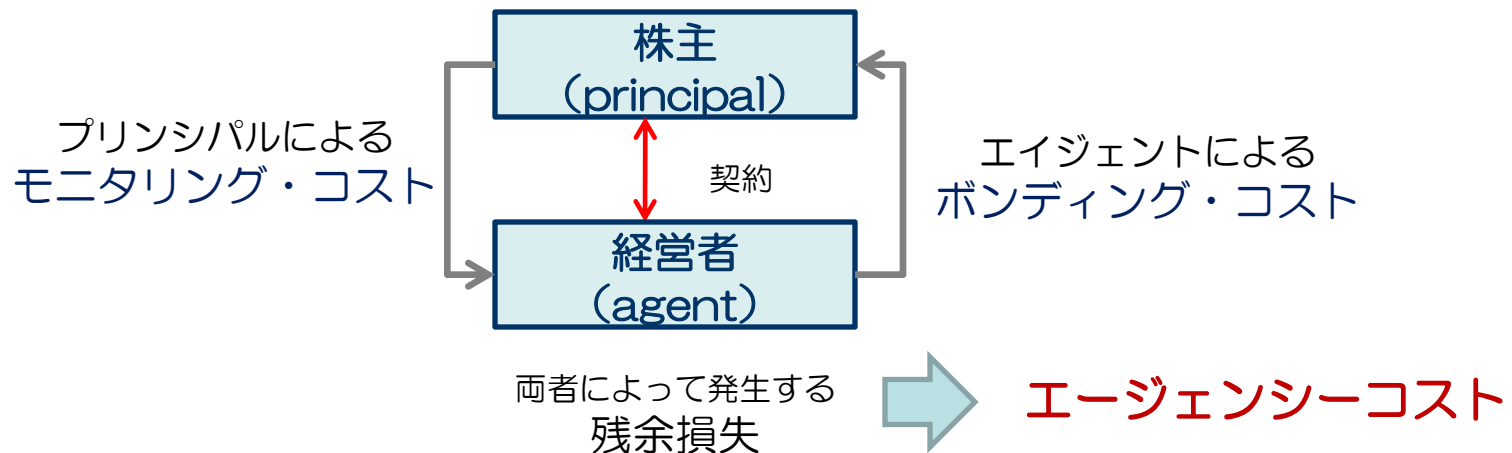 株主
（principal）
プリンシパルによる
モニタリング・コスト
契約
エイジェントによる
ボンディング・コスト
経営者
（agent）
両者によって発生する
残余損失
エージェンシーコスト